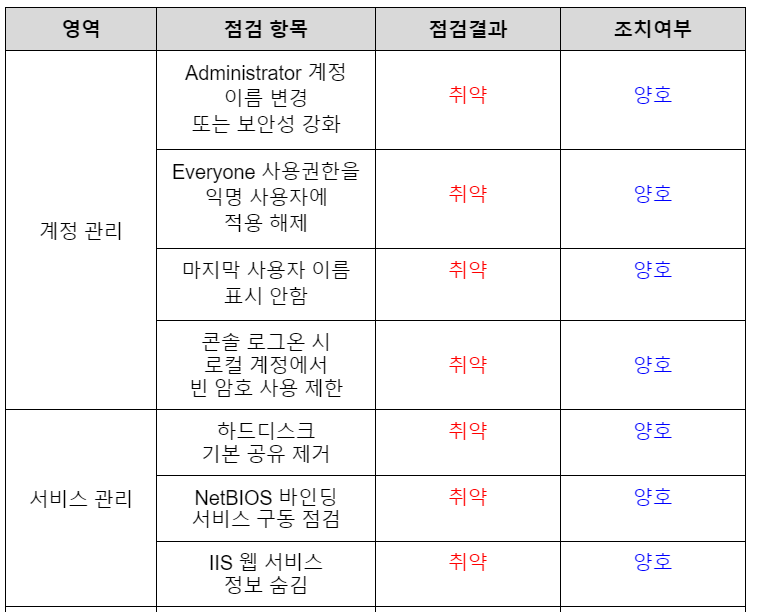 영역 점검 항목 점검결과 조치여부
계정 관리
Administrator 계정
이름 변경
또는 보안성 강화
취약 양호
Everyone 사용권한을
익명 사용자에
적용 해제
취약 양호
마지막 사용자 이름
표시 안함
취약 양호
콘솔 로그온 시
로컬 계정에서
빈 암호 사용 제한
취약 양호
서비스 관리
하드디스크
기본 공유 제거
취약 양호
NetBIOS 바인딩
서비스 구동 점검
취약 양호
IIS 웹 서비스
정보 숨김
취약 양호